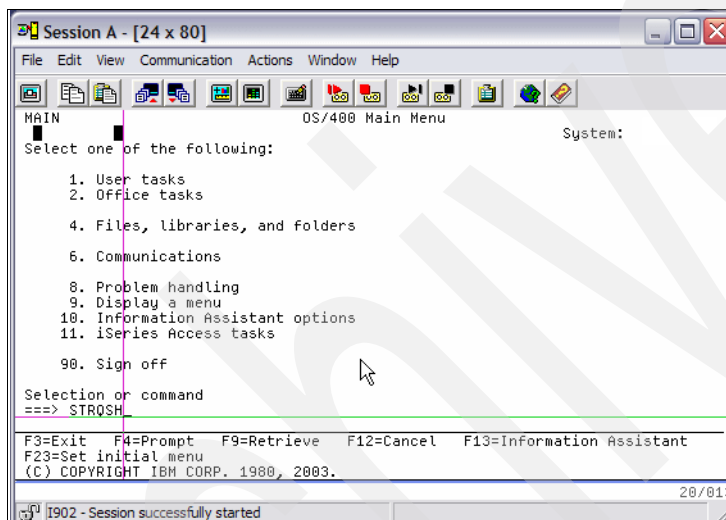 Session A - [24 x 80]
File Edit View Communication Actions Window Help
MAIN OS/400 Main Menu
System:
Select one of the following:
1. User tasks
2. Office tasks
4. Files, libraries, and folders
6. Communications
8. Problem handling
9. Display a menu
10. Information Assistant options
11. iSeries Access tasks
90. Sign off
Selection or command
===> STRQSH_
F3=Exit F4=Prompt F9=Retrieve F12=Cancel F13=Information Assistant
F23=Set initial menu
(C) COPYRIGHT IBM CORP. 1980, 2003.
20/013
I902 - Session successfully started